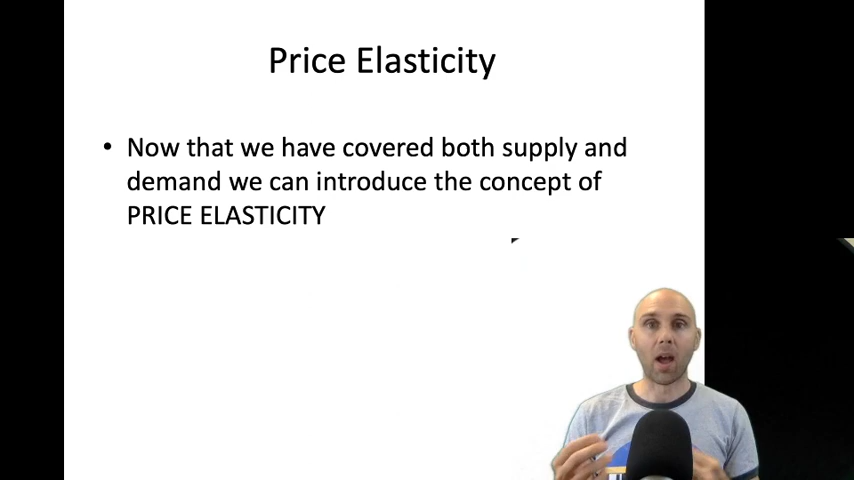 Price Elasticity
• Now that we have covered both supply and
demand we can introduce the concept of
PRICE ELASTICITY